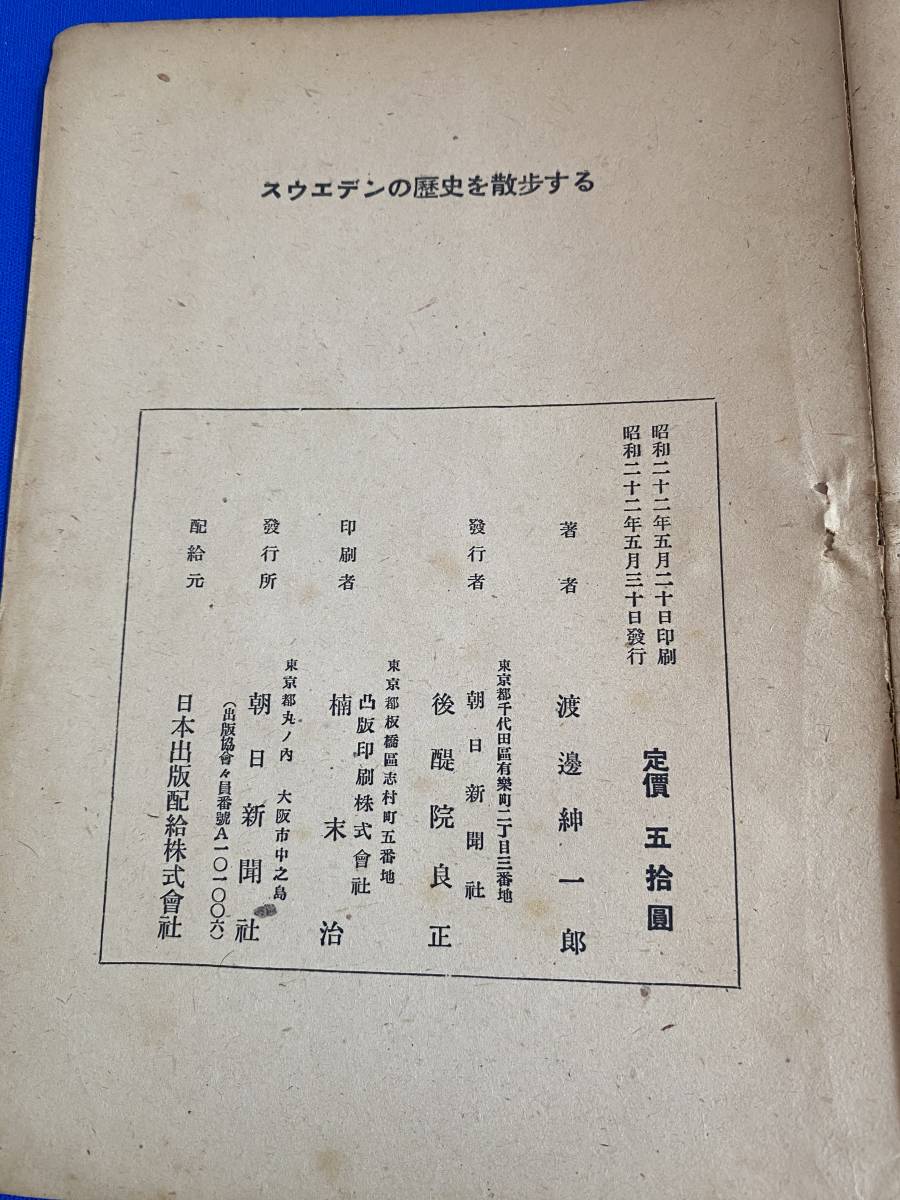 スウエデンの歷史を散步する
昭和二十二年五月二十日印刷
昭和二十二年五月三十日發行
定價 五拾圓
著者 渡邊紳一郎
東京都千代田區有樂町二丁目三番地
朝日新聞社
發行者 後醍院良正
東京都板橋區志村町五番地
凸版印刷株式會社
印刷者 楠末治
東京都丸ノ內 大阪市中之島
發行所 朝日新聞社
(出版協會々員番號A一〇一〇〇六)
配給元 日本出版配給株式會社